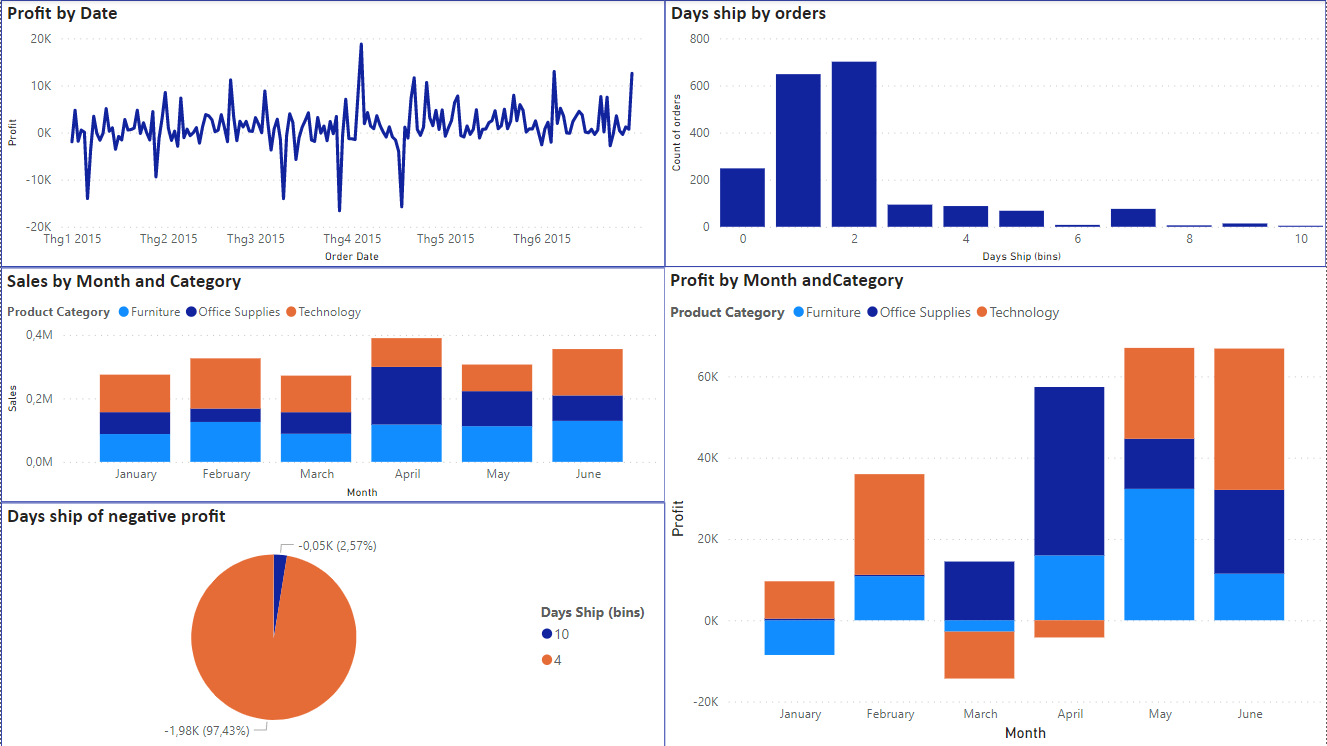 Profit by Date
20K
10K
0K
-10K
-20K
Profit
Thg1 2015 Thg2 2015 Thg3 2015 Thg4 2015 Thg5 2015 Thg6 2015
Order Date
Days ship by orders
800
600
400
200
0
Count of orders
0 2 4 6 8 10
Days Ship (bins)
Sales by Month and Category
Product Category Furniture Office Supplies Technology
0,4M
0,2M
0,0M
Sales
January February March April May June
Month
Profit by Month andCategory
Product Category Furniture Office Supplies Technology
60K
40K
20K
0K
-20K
Profit
January February March April May June
Month
Days ship of negative profit
-0,05K (2,57%)
-1,98K (97,43%)
Days Ship (bins)
10
4